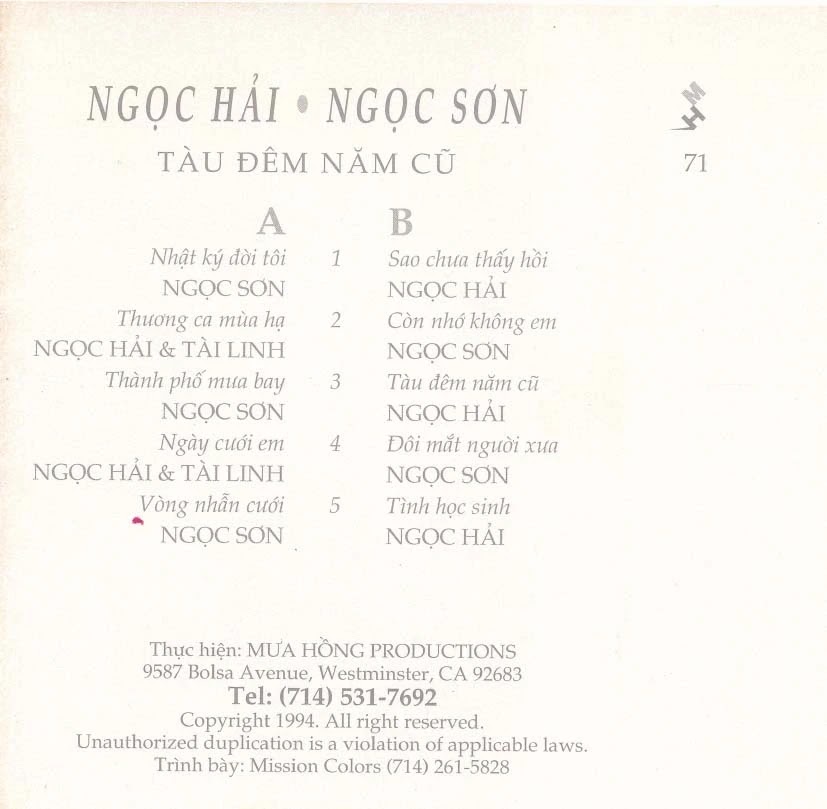 NGỌC HẢI • NGỌC SƠN
MH
TÀU ĐÊM NĂM CŨ 71
A B
Nhật ký đời tôi 1 Sao chưa thấy hồi
NGỌC SƠN NGỌC HẢI
Thương ca mùa hạ 2 Còn nhớ không em
NGỌC HẢI & TÀI LINH NGỌC SƠN
Thành phố mưa bay 3 Tàu đêm năm cũ
NGỌC SƠN NGỌC HẢI
Ngày cưới em 4 Đôi mắt người xưa
NGỌC HẢI & TÀI LINH NGỌC SƠN
Vòng nhẫn cưới 5 Tình học sinh
NGỌC SƠN NGỌC HẢI
Thực hiện: MƯA HỒNG PRODUCTIONS
9587 Bolsa Avenue, Westminster, CA 92683
Tel: (714) 531-7692
Copyright 1994. All right reserved.
Unauthorized duplication is a violation of applicable laws.
Trình bày: Mission Colors (714) 261-5828